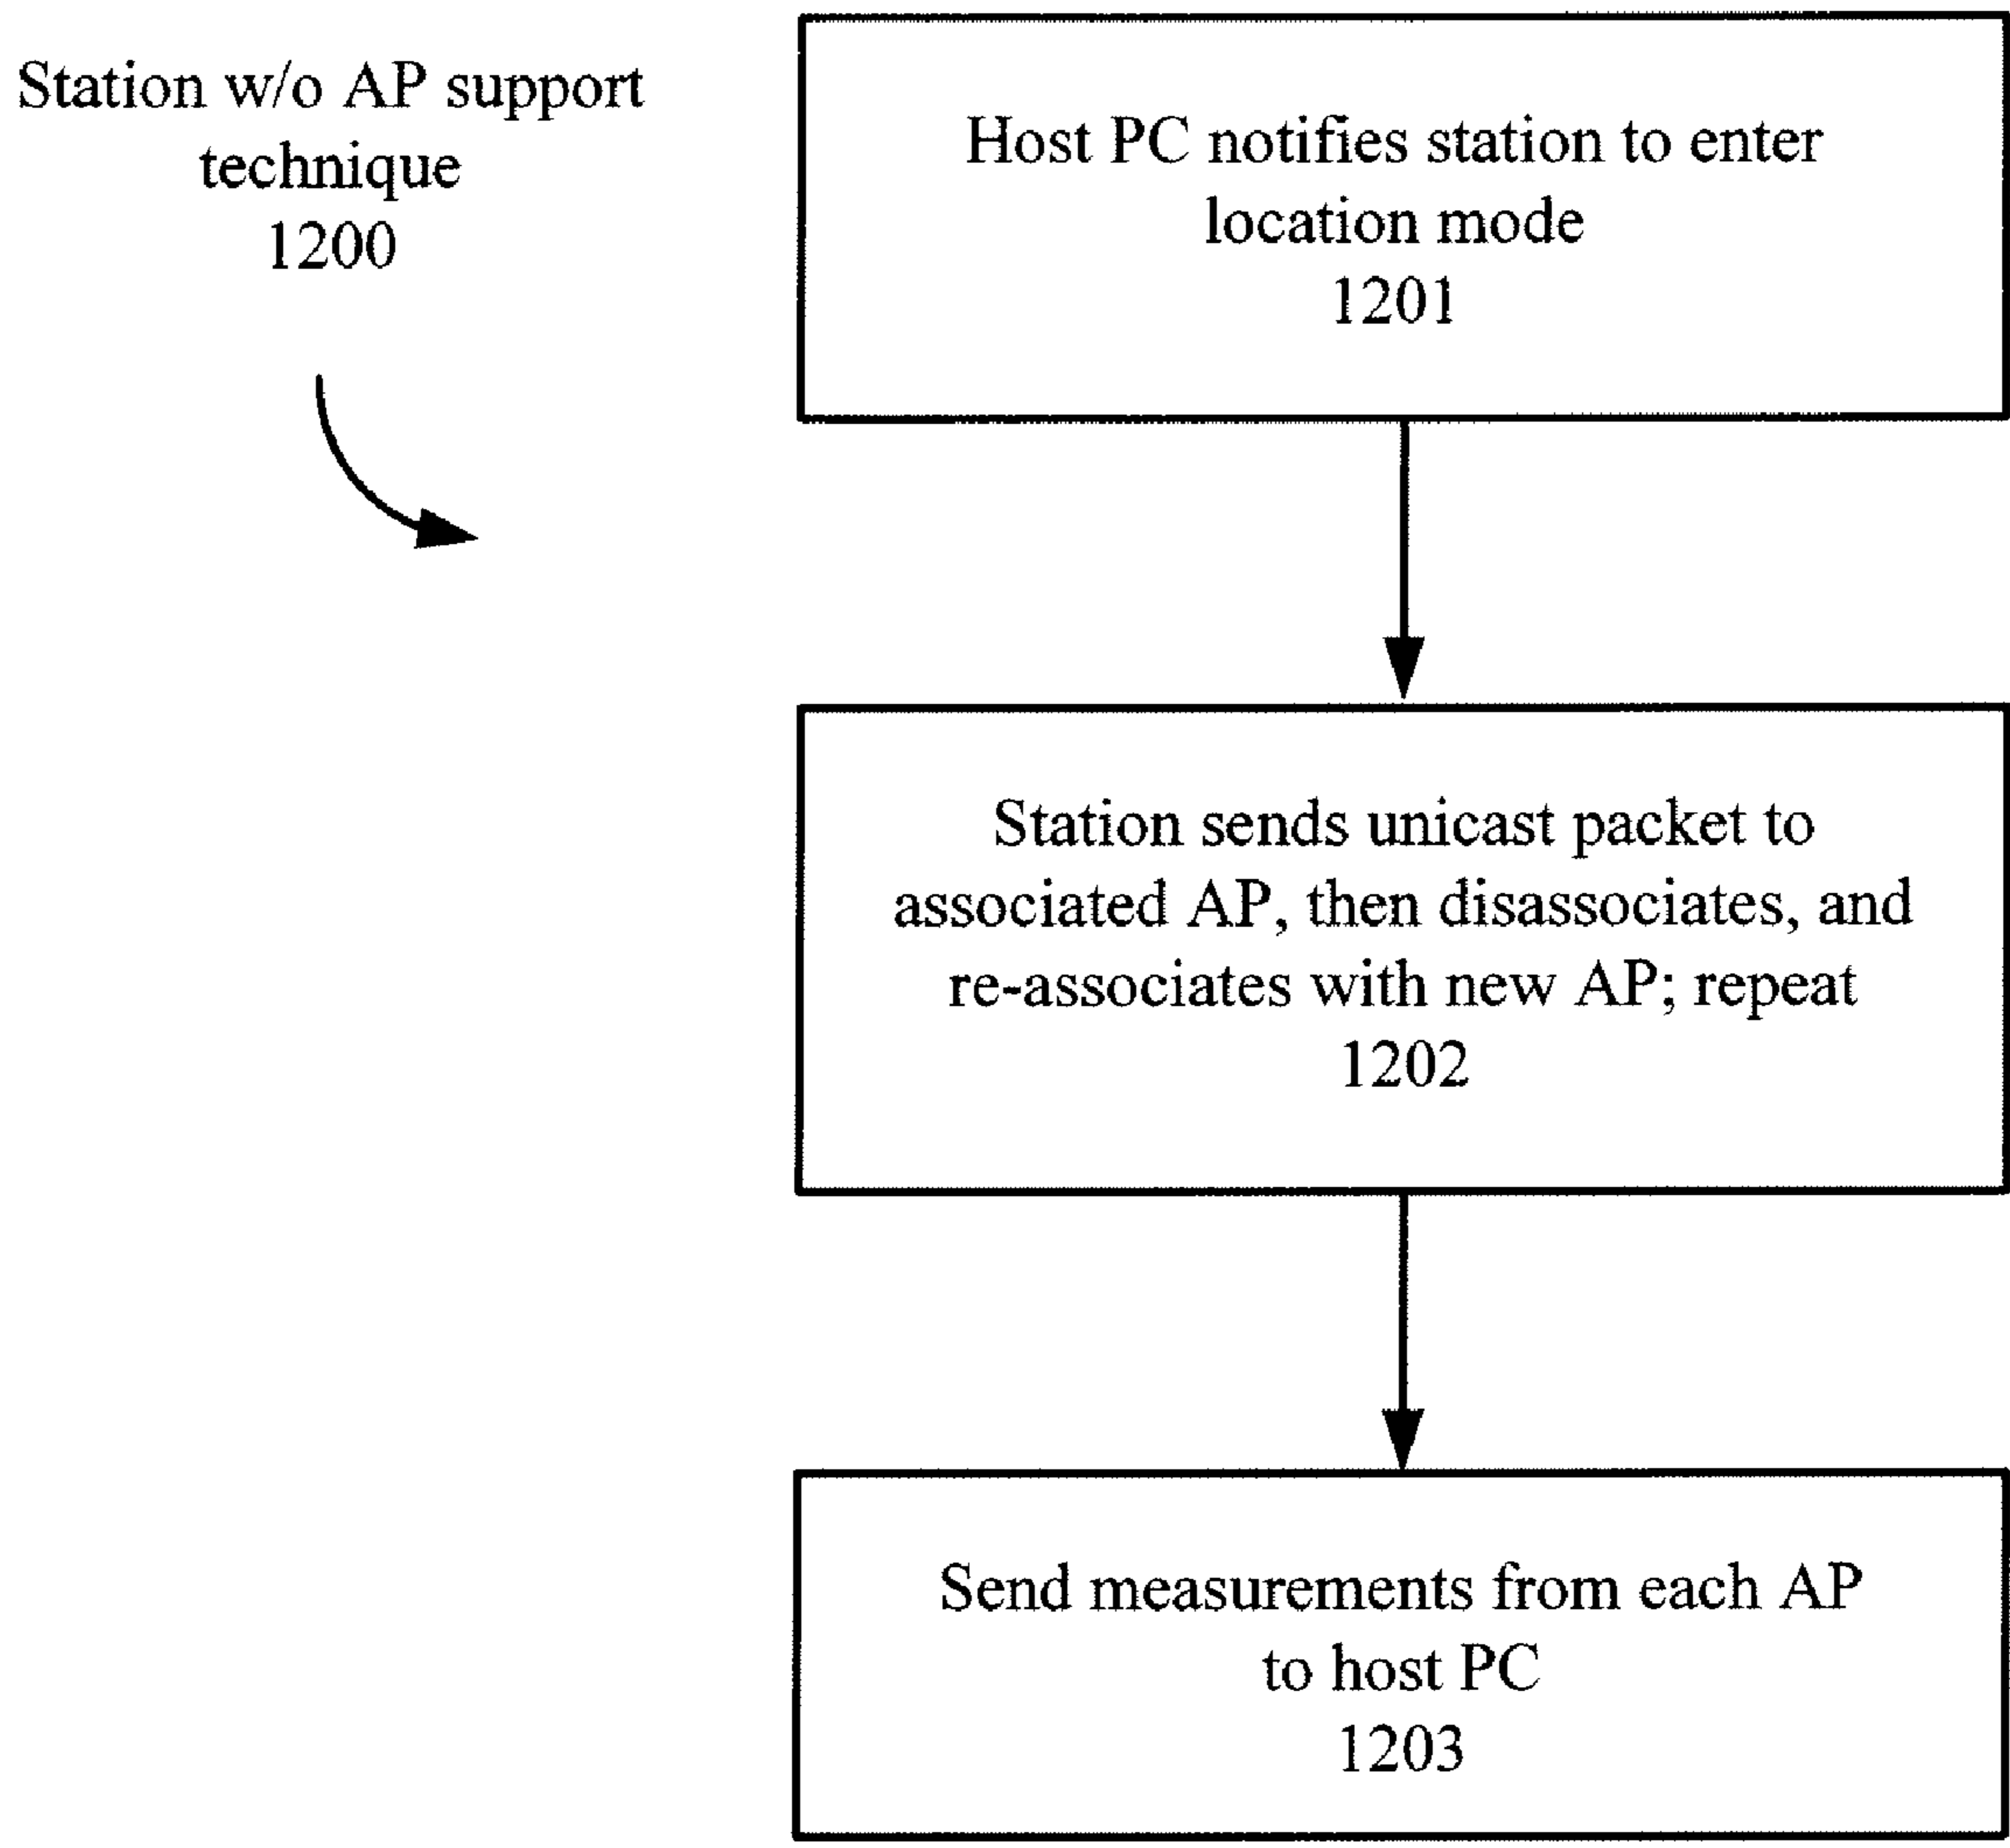 Station w/o AP support
technique
1200
Host PC notifies station to enter
location mode
1201
Station sends unicast packet to
associated AP, then disassociates, and
re-associates with new AP; repeat
1202
Send measurements from each AP
to host PC
1203